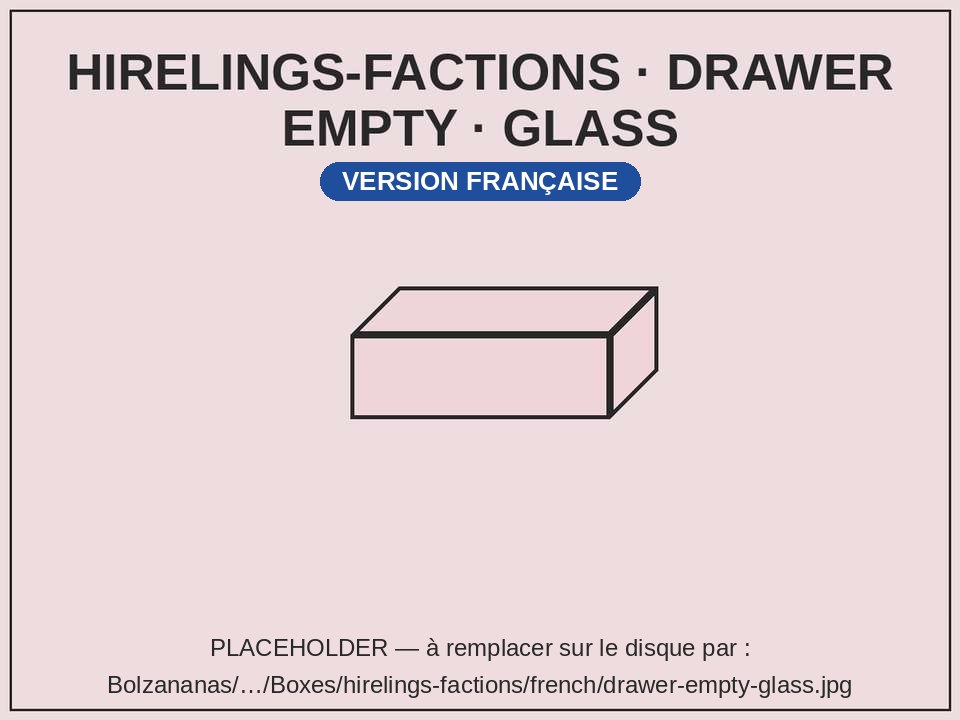 HIRELINGS-FACTIONS · DRAWER
EMPTY · GLASS
VERSION FRANÇAISE
PLACEHOLDER — à remplacer sur le disque par :
Bolzananas/…/Boxes/hirelings-factions/french/drawer-empty-glass.jpg